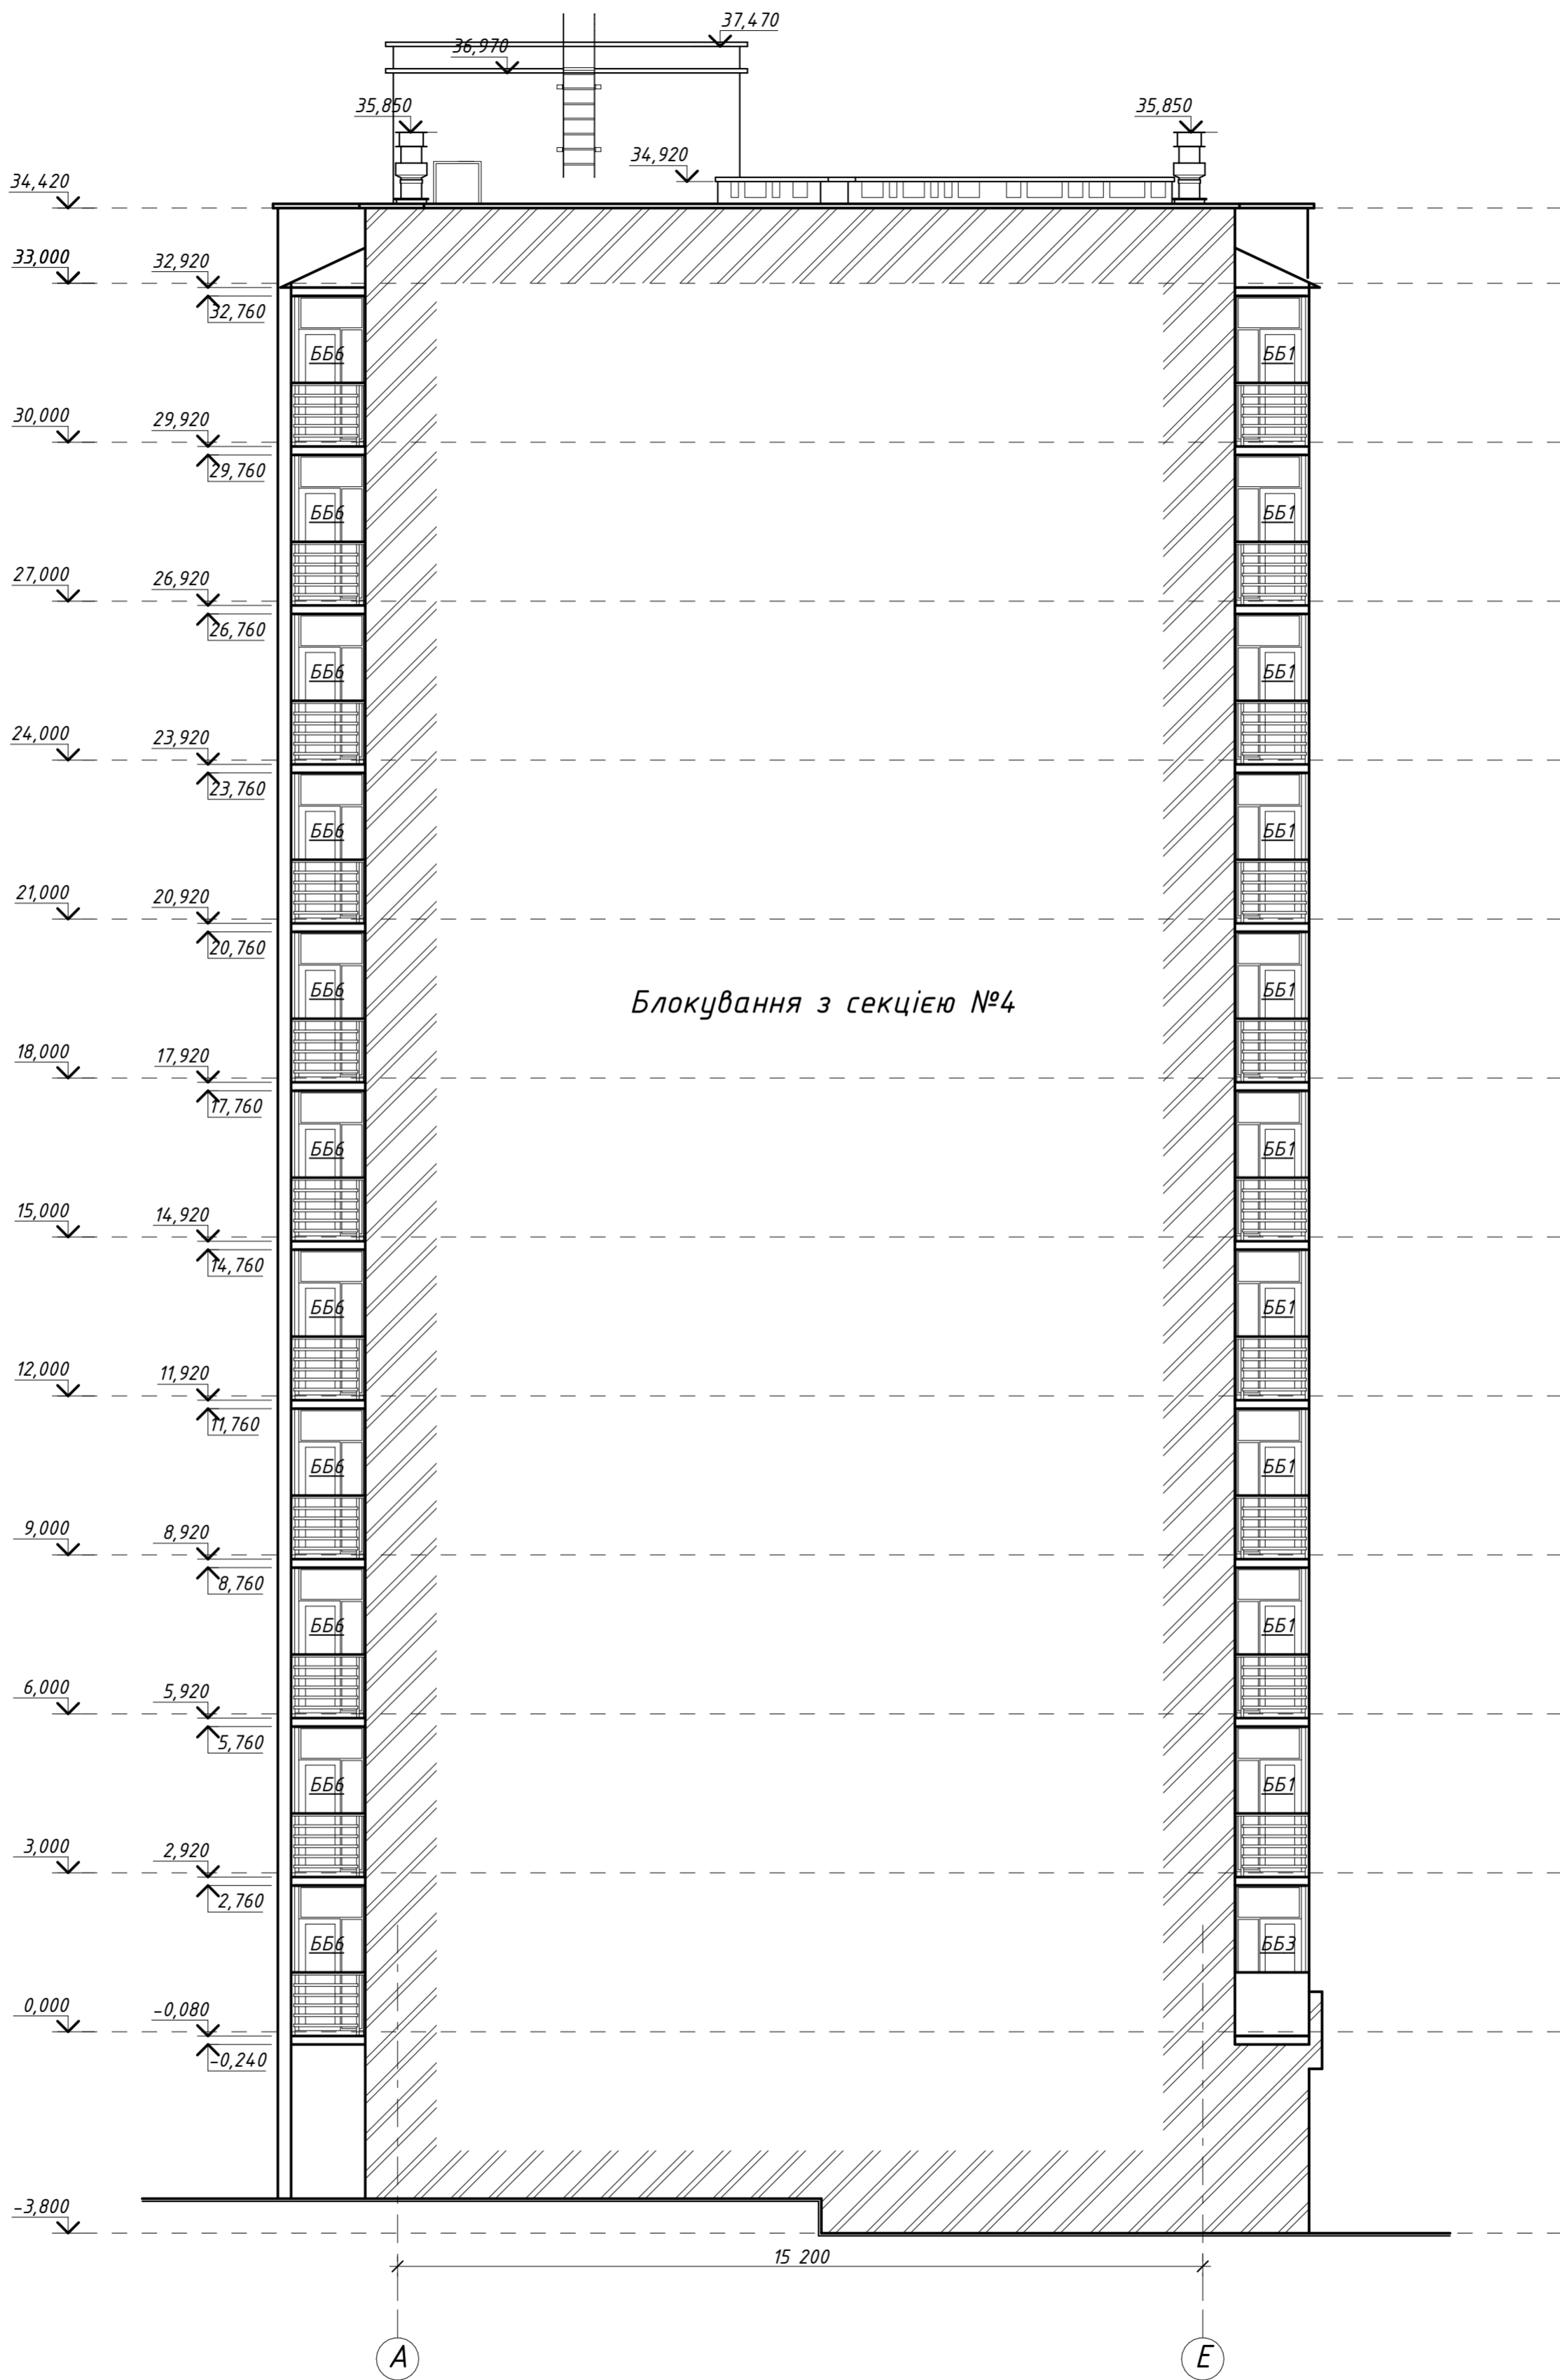 37,470
36,970
35,850
35,850
34,920
34,420
33,000
32,920
32,760
ББ6
ББ1
30,000
29,920
29,760
ББ6
ББ1
27,000
26,920
26,760
ББ6
ББ1
24,000
23,920
23,760
ББ6
ББ1
21,000
20,920
20,760
ББ6
Блокування з секцією №4
ББ1
18,000
17,920
17,760
ББ6
ББ1
15,000
14,920
14,760
ББ6
ББ1
12,000
11,920
11,760
ББ6
ББ1
9,000
8,920
8,760
ББ6
ББ1
6,000
5,920
5,760
ББ6
ББ1
3,000
2,920
2,760
ББ6
ББ3
0,000
-0,080
-0,240
-3,800
15 200
А
Е